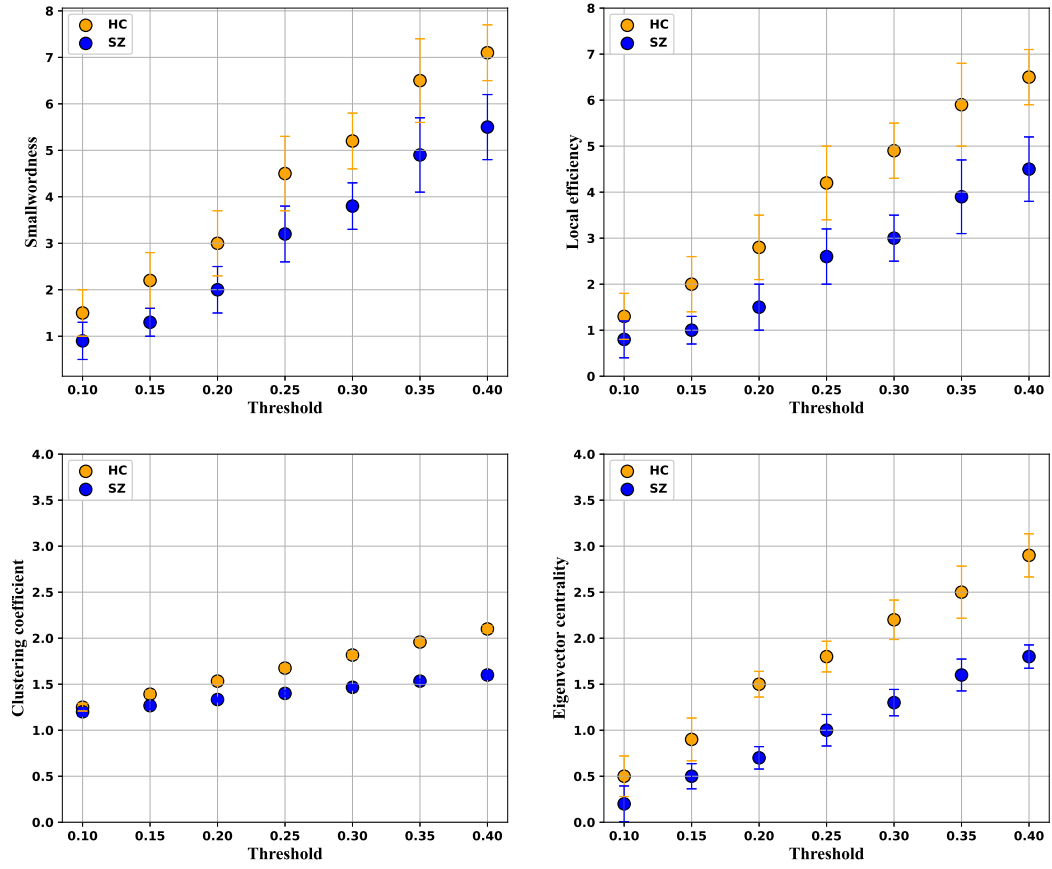 8
7
6
5
4
3
2
1
Smallwordness
HC
SZ
0.10 0.15 0.20 0.25 0.30 0.35 0.40
Threshold
8
7
6
5
4
3
2
1
0
Local efficiency
HC
SZ
0.10 0.15 0.20 0.25 0.30 0.35 0.40
Threshold
4.0
3.5
3.0
2.5
2.0
1.5
1.0
0.5
0.0
Clustering coefficient
HC
SZ
0.10 0.15 0.20 0.25 0.30 0.35 0.40
Threshold
4.0
3.5
3.0
2.5
2.0
1.5
1.0
0.5
0.0
Eigenvector centrality
HC
SZ
0.10 0.15 0.20 0.25 0.30 0.35 0.40
Threshold